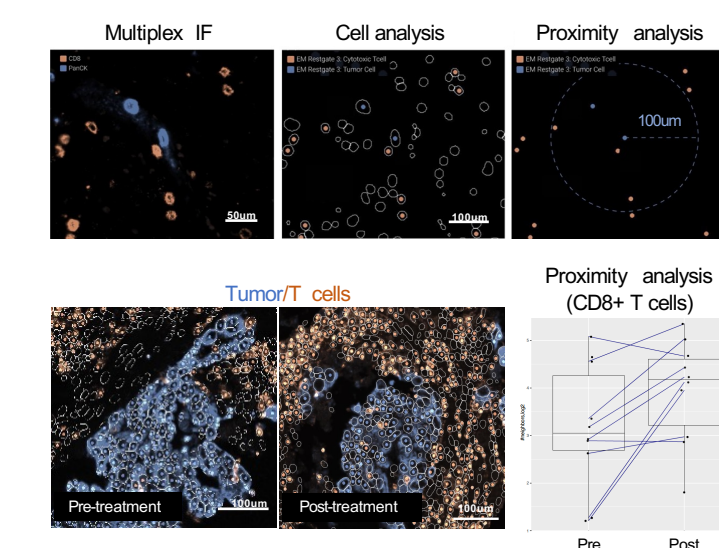 Multiplex IF
Cell analysis
Proximity analysis
CD8
PanCK
50um
EM Restgate 3: Cytotoxic Tcell
EM Restgate 3: Tumor Cell
100um
EM Restgate 3: Cytotoxic Tcell
EM Restgate 3: Tumor Cell
100um
Tumor/T cells
Pre-treatment
100um
Post-treatment
100um
Proximity analysis
(CD8+ T cells)
#neighbors,log2
5
4
3
2
1
Pre
Post